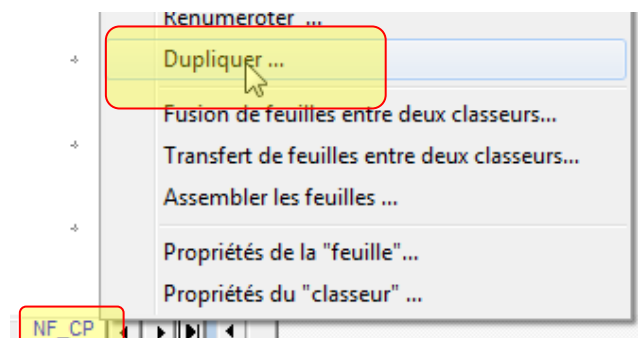 Renuméroter ...
Dupliquer ...
Fusion de feuilles entre deux classeurs...
Transfert de feuilles entre deux classeurs...
Assembler les feuilles ...
Propriétés de la "feuille"...
Propriétés du "classeur" ...
NF_CP